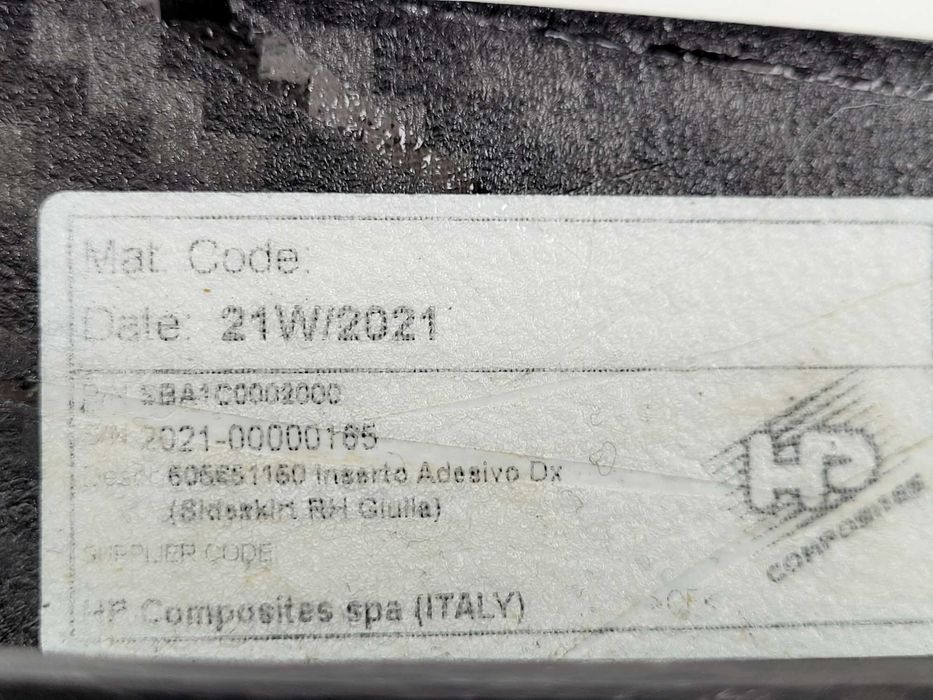 Mat. Code:
Date: 21W/2021
P/N SBA1C0002000
S/N 2021-00000165
Descr. Inserto Adesivo Dx
(Sideskirt RH Giulia)
SUPPLIER CODE
HP Composites spa (ITALY)
HP
COMPOSITES